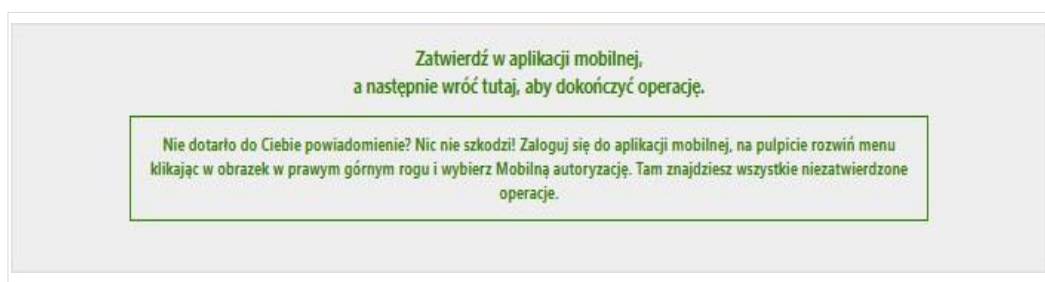 Zatwierdź w aplikacji mobilnej,
a następnie wróć tutaj, aby dokończyć operację.
Nie dotarło do Ciebie powiadomienie? Nic nie szkodzi! Zaloguj się do aplikacji mobilnej, na pulpicie rozwiń menu
klikając w obrazek w prawym górnym rogu i wybierz Mobilną autoryzację. Tam znajdziesz wszystkie niezatwierdzone
operacje.